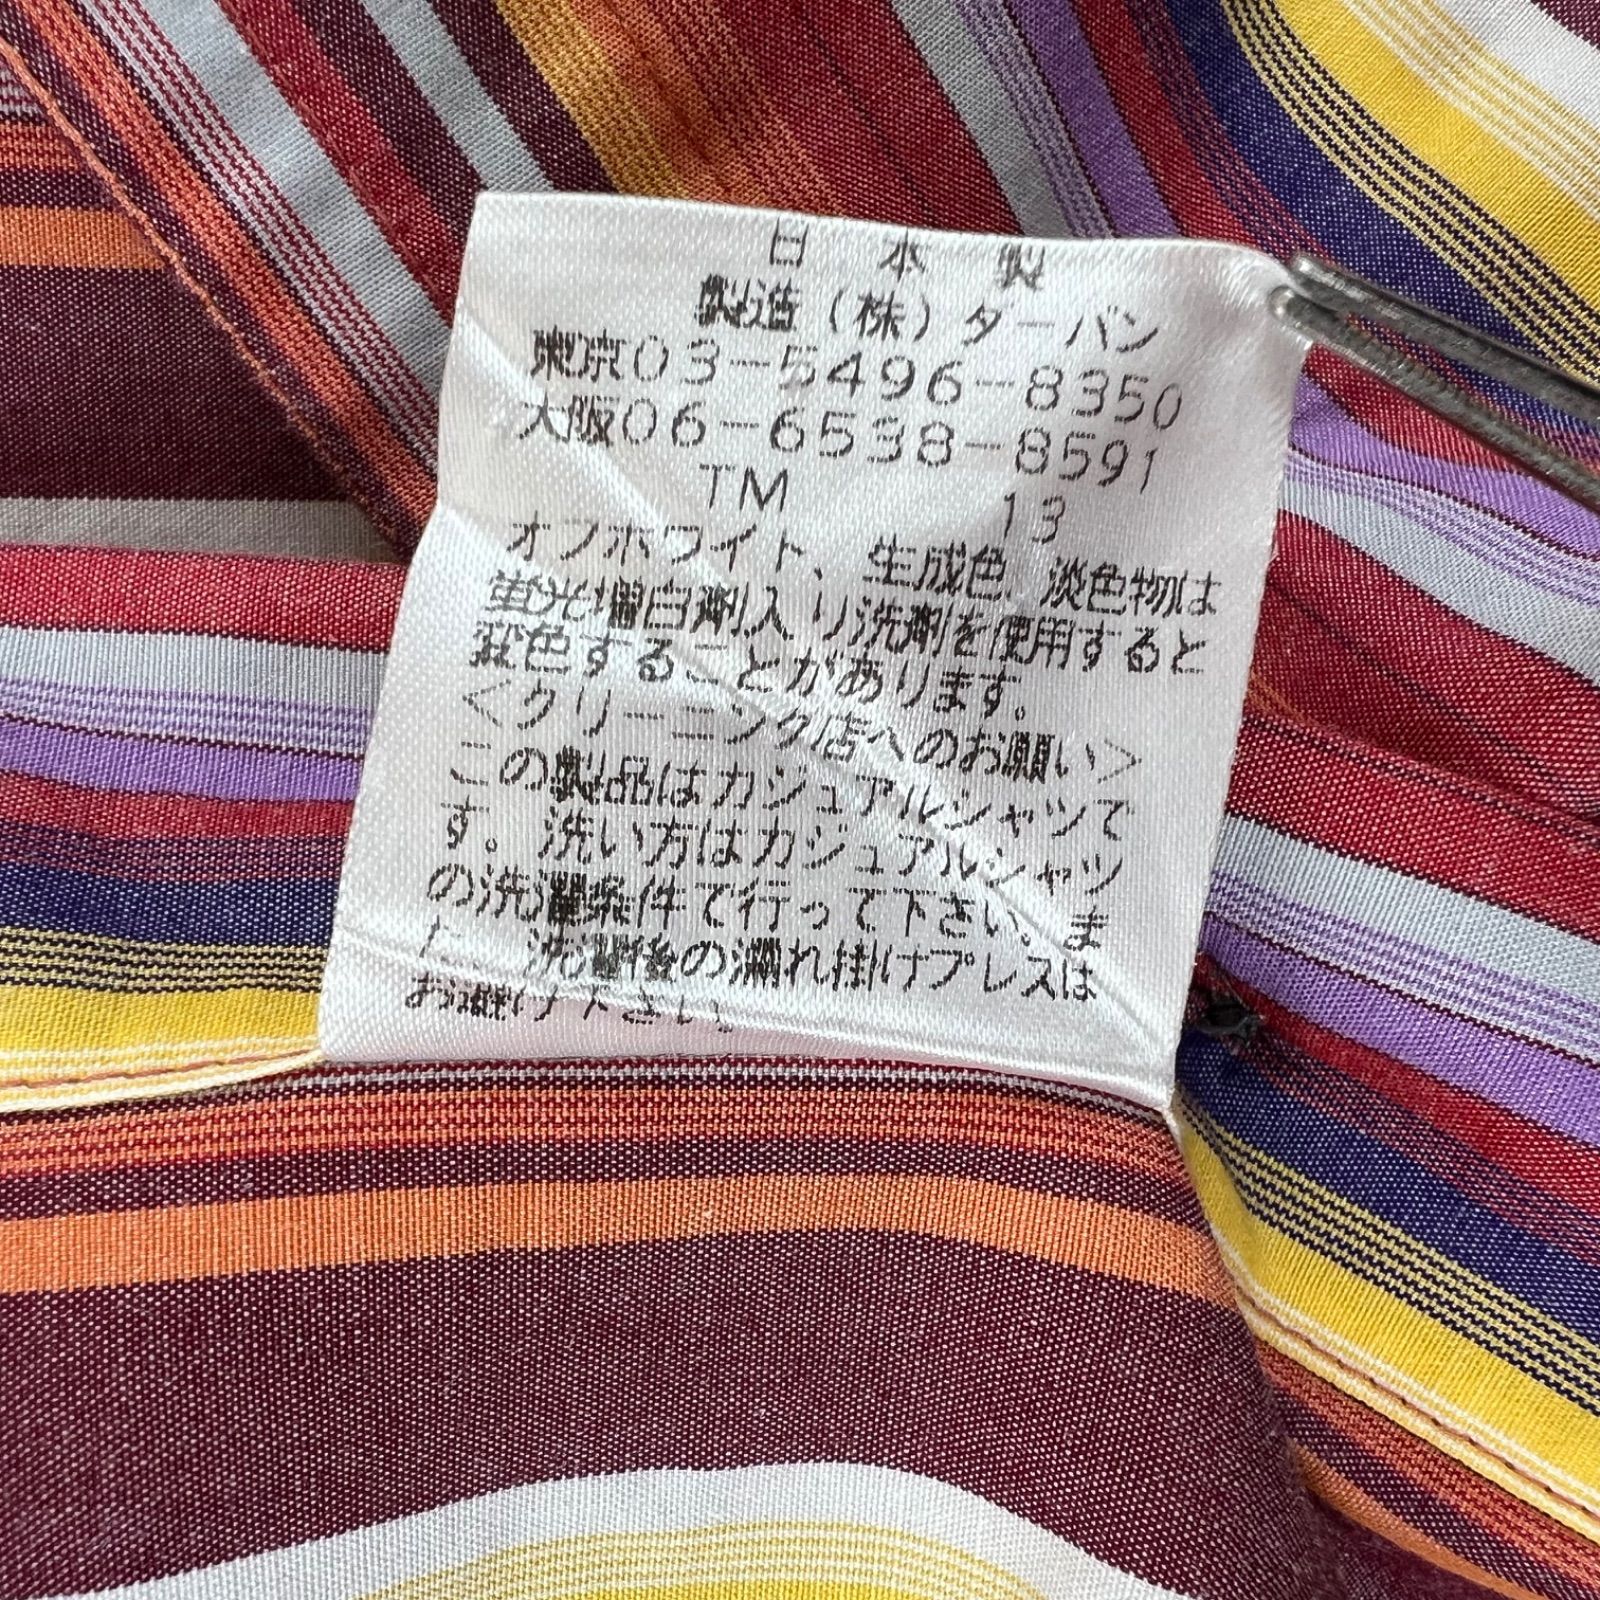 日本製
製造（株）ダーバン
東京03-5496-8350
大阪06-6538-8591
TM 13
オフホワイト、生成色、淡色物は
蛍光増白剤入り洗剤を使用すると
変色することがあります。
<クリーニング店へのお願い>
この製品はカジュアルシャツで
す。洗い方はカジュアルシャツ
の洗濯条件で行って下さい。ま
た、洗濯後の濡れ掛けプレスは
お避け下さい。